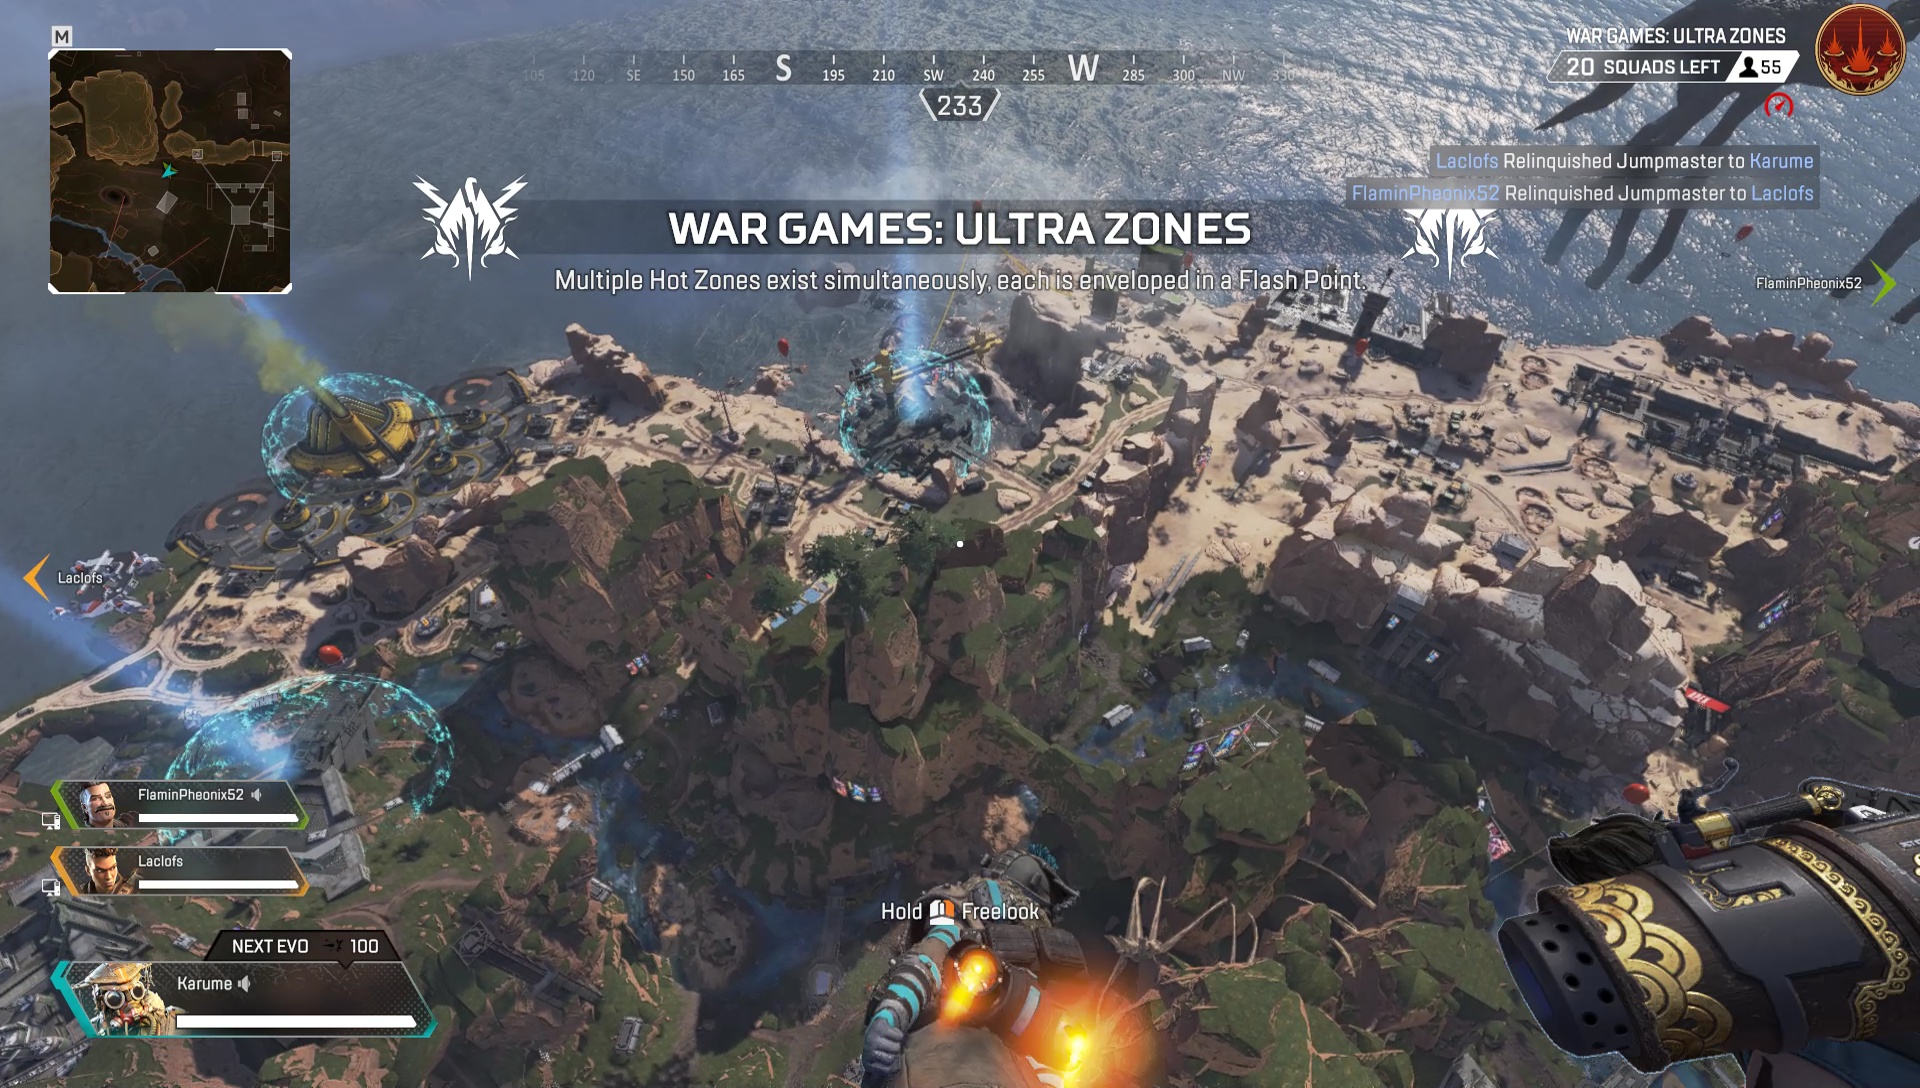 M
105 120 SE 150 165 S 195 210 SW 240 255 W 285 300 NW 330
233
WAR GAMES: ULTRA ZONES
20 SQUADS LEFT 55
Laclofs Relinquished Jumpmaster to Karume
FlaminPheonix52 Relinquished Jumpmaster to Laclofs
WAR GAMES: ULTRA ZONES
Multiple Hot Zones exist simultaneously, each is enveloped in a Flash Point.
FlaminPheonix52
Laclofs
FlaminPheonix52
Laclofs
Hold Freelook
NEXT EVO 100
Karume